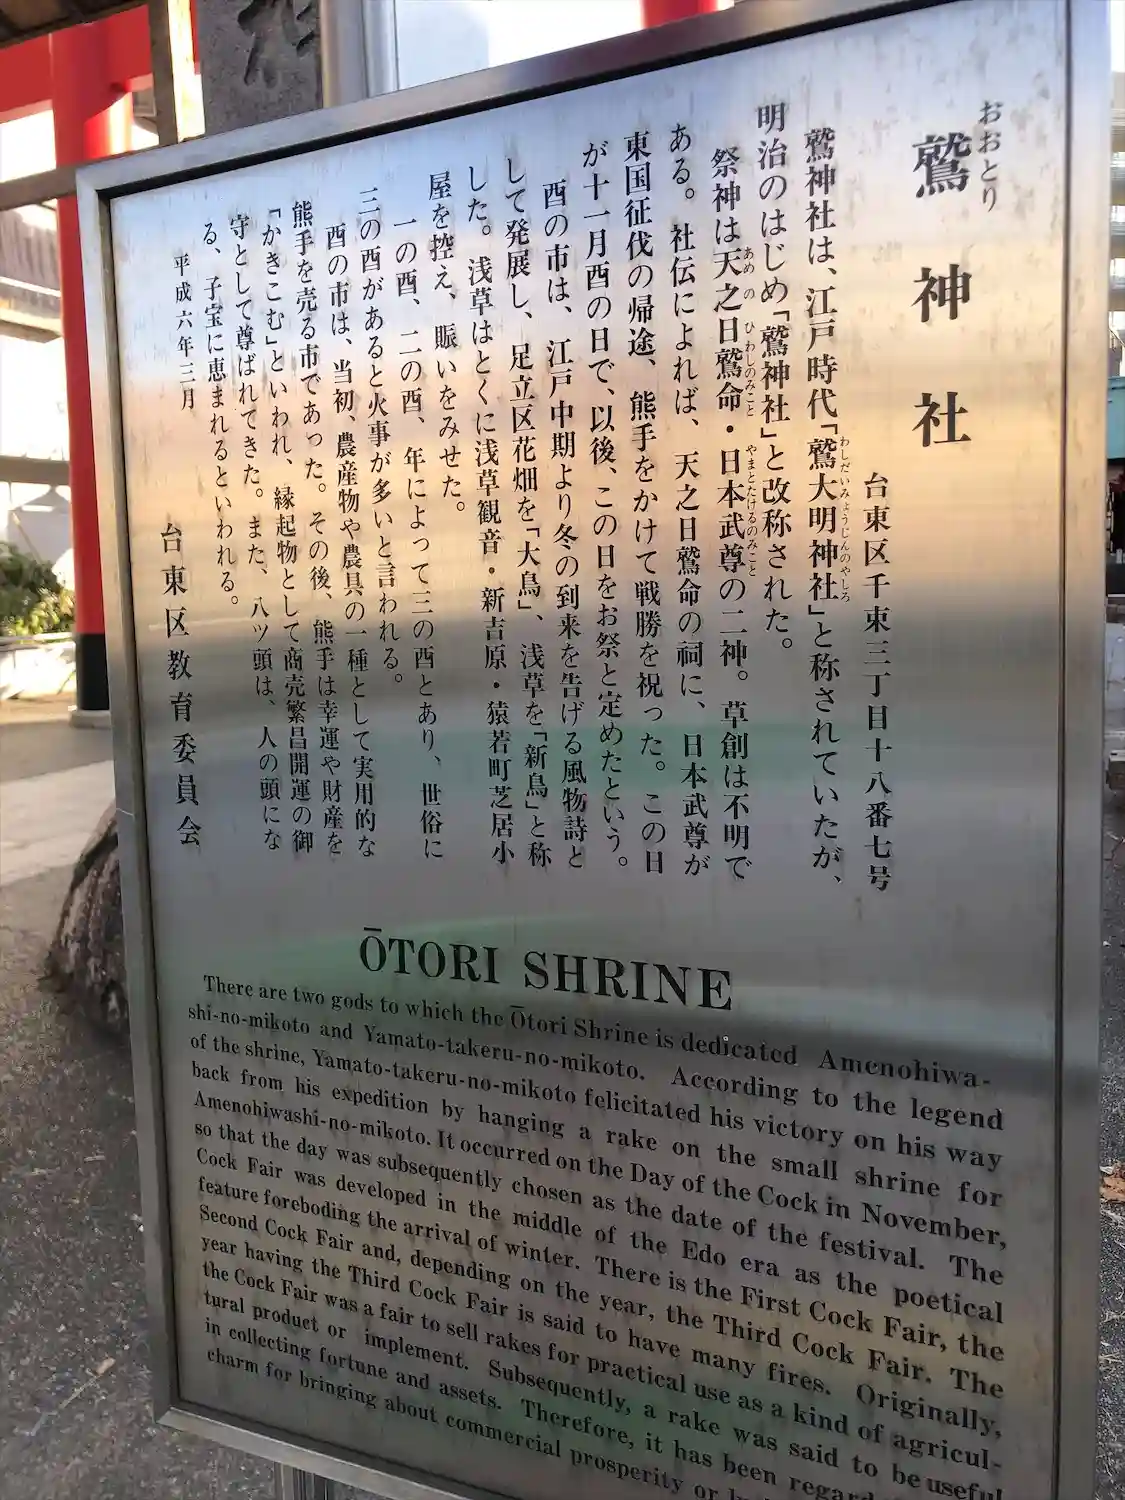 おおとり
鷲神社
台東区千束三丁目十八番七号
鷲神社は、江戸時代「鷲大明神社」と称されていたが、
わしだいみょうじんのやしろ
明治のはじめ「鷲神社」と改称された。
祭神は天之日鷲命・日本武尊の二神。草創は不明で
あめのひわしのみこと やまとたけるのみこと
ある。社伝によれば、天之日鷲命の祠に、日本武尊が
東国征伐の帰途、熊手をかけて戦勝を祝った。この日
が十一月酉の日で、以後、この日をお祭と定めたという。
酉の市は、江戸中期より冬の到来を告げる風物詩と
して発展し、足立区花畑を「大鳥」、浅草を「新鳥」と称
した。浅草はとくに浅草観音・新吉原・猿若町芝居小
屋を控え、賑いをみせた。
一の酉、二の酉、年によって三の酉とあり、世俗に
三の酉があると火事が多いと言われる。
酉の市は、当初、農産物や農具の一種として実用的な
熊手を売る市であった。その後、熊手は幸運や財産を
「かきこむ」といわれ、縁起物として商売繁昌開運の御
守として尊ばれてきた。また、八ツ頭は、人の頭にな
る、子宝に恵まれるといわれる。
平成六年三月
台東区教育委員会
ŌTORI SHRINE
There are two gods to which the Ōtori Shrine is dedicated Amenohiwa-
shi-no-mikoto and Yamato-takeru-no-mikoto. According to the legend
of the shrine, Yamato-takeru-no-mikoto felicitated his victory on his way
back from his expedition by hanging a rake on the small shrine for
Amenohiwashi-no-mikoto. It occurred on the Day of the Cock in November,
so that the day was subsequently chosen as the date of the festival. The
Cock Fair was developed in the middle of the Edo era as the poetical
feature foreboding the arrival of winter. There is the First Cock Fair, the
Second Cock Fair and, depending on the year, the Third Cock Fair. The
year having the Third Cock Fair is said to have many fires. Originally,
the Cock Fair was a fair to sell rakes for practical use as a kind of agricul-
tural product or implement. Subsequently, a rake was said to be useful
in collecting fortune and assets. Therefore, it has been regard
charm for bringing about commercial prosperity or